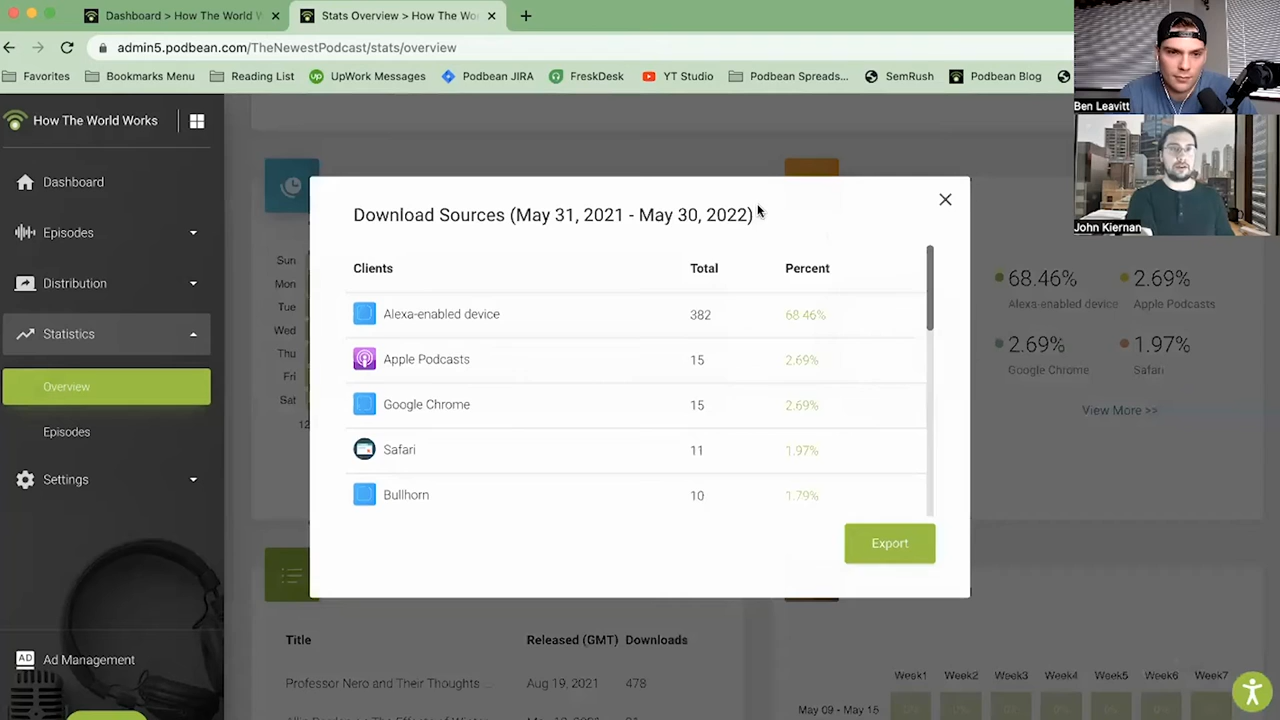 Dashboard > How The World W
Stats Overview > How The Wo
admin5.podbean.com/TheNewestPodcast/stats/overview
Favorites
Bookmarks Menu
Reading List
UpWork Messages
Podbean JIRA
FreskDesk
YT Studio
Podbean Spreads...
SemRush
Podbean Blog
Ben Leavitt
John Kiernan
How The World Works
Dashboard
Episodes
Distribution
Statistics
Overview
Episodes
Settings
AD Ad Management
Sun
Mon
Tue
Wed
Thu
Fri
Sat
12
Download Sources (May 31, 2021 - May 30, 2022)
Clients Total Percent
Alexa-enabled device 382 68.46%
Apple Podcasts 15 2.69%
Google Chrome 15 2.69%
Safari 11 1.97%
Bullhorn 10 1.79%
Export
68.46% 2.69%
Alexa-enabled device Apple Podcasts
2.69% 1.97%
Google Chrome Safari
View More >>
Title Released (GMT) Downloads
Professor Nero and Their Thoughts ... Aug 19, 2021 478
Week1 Week2 Week3 Week4 Week5 Week6 Week7
May 09 - May 15